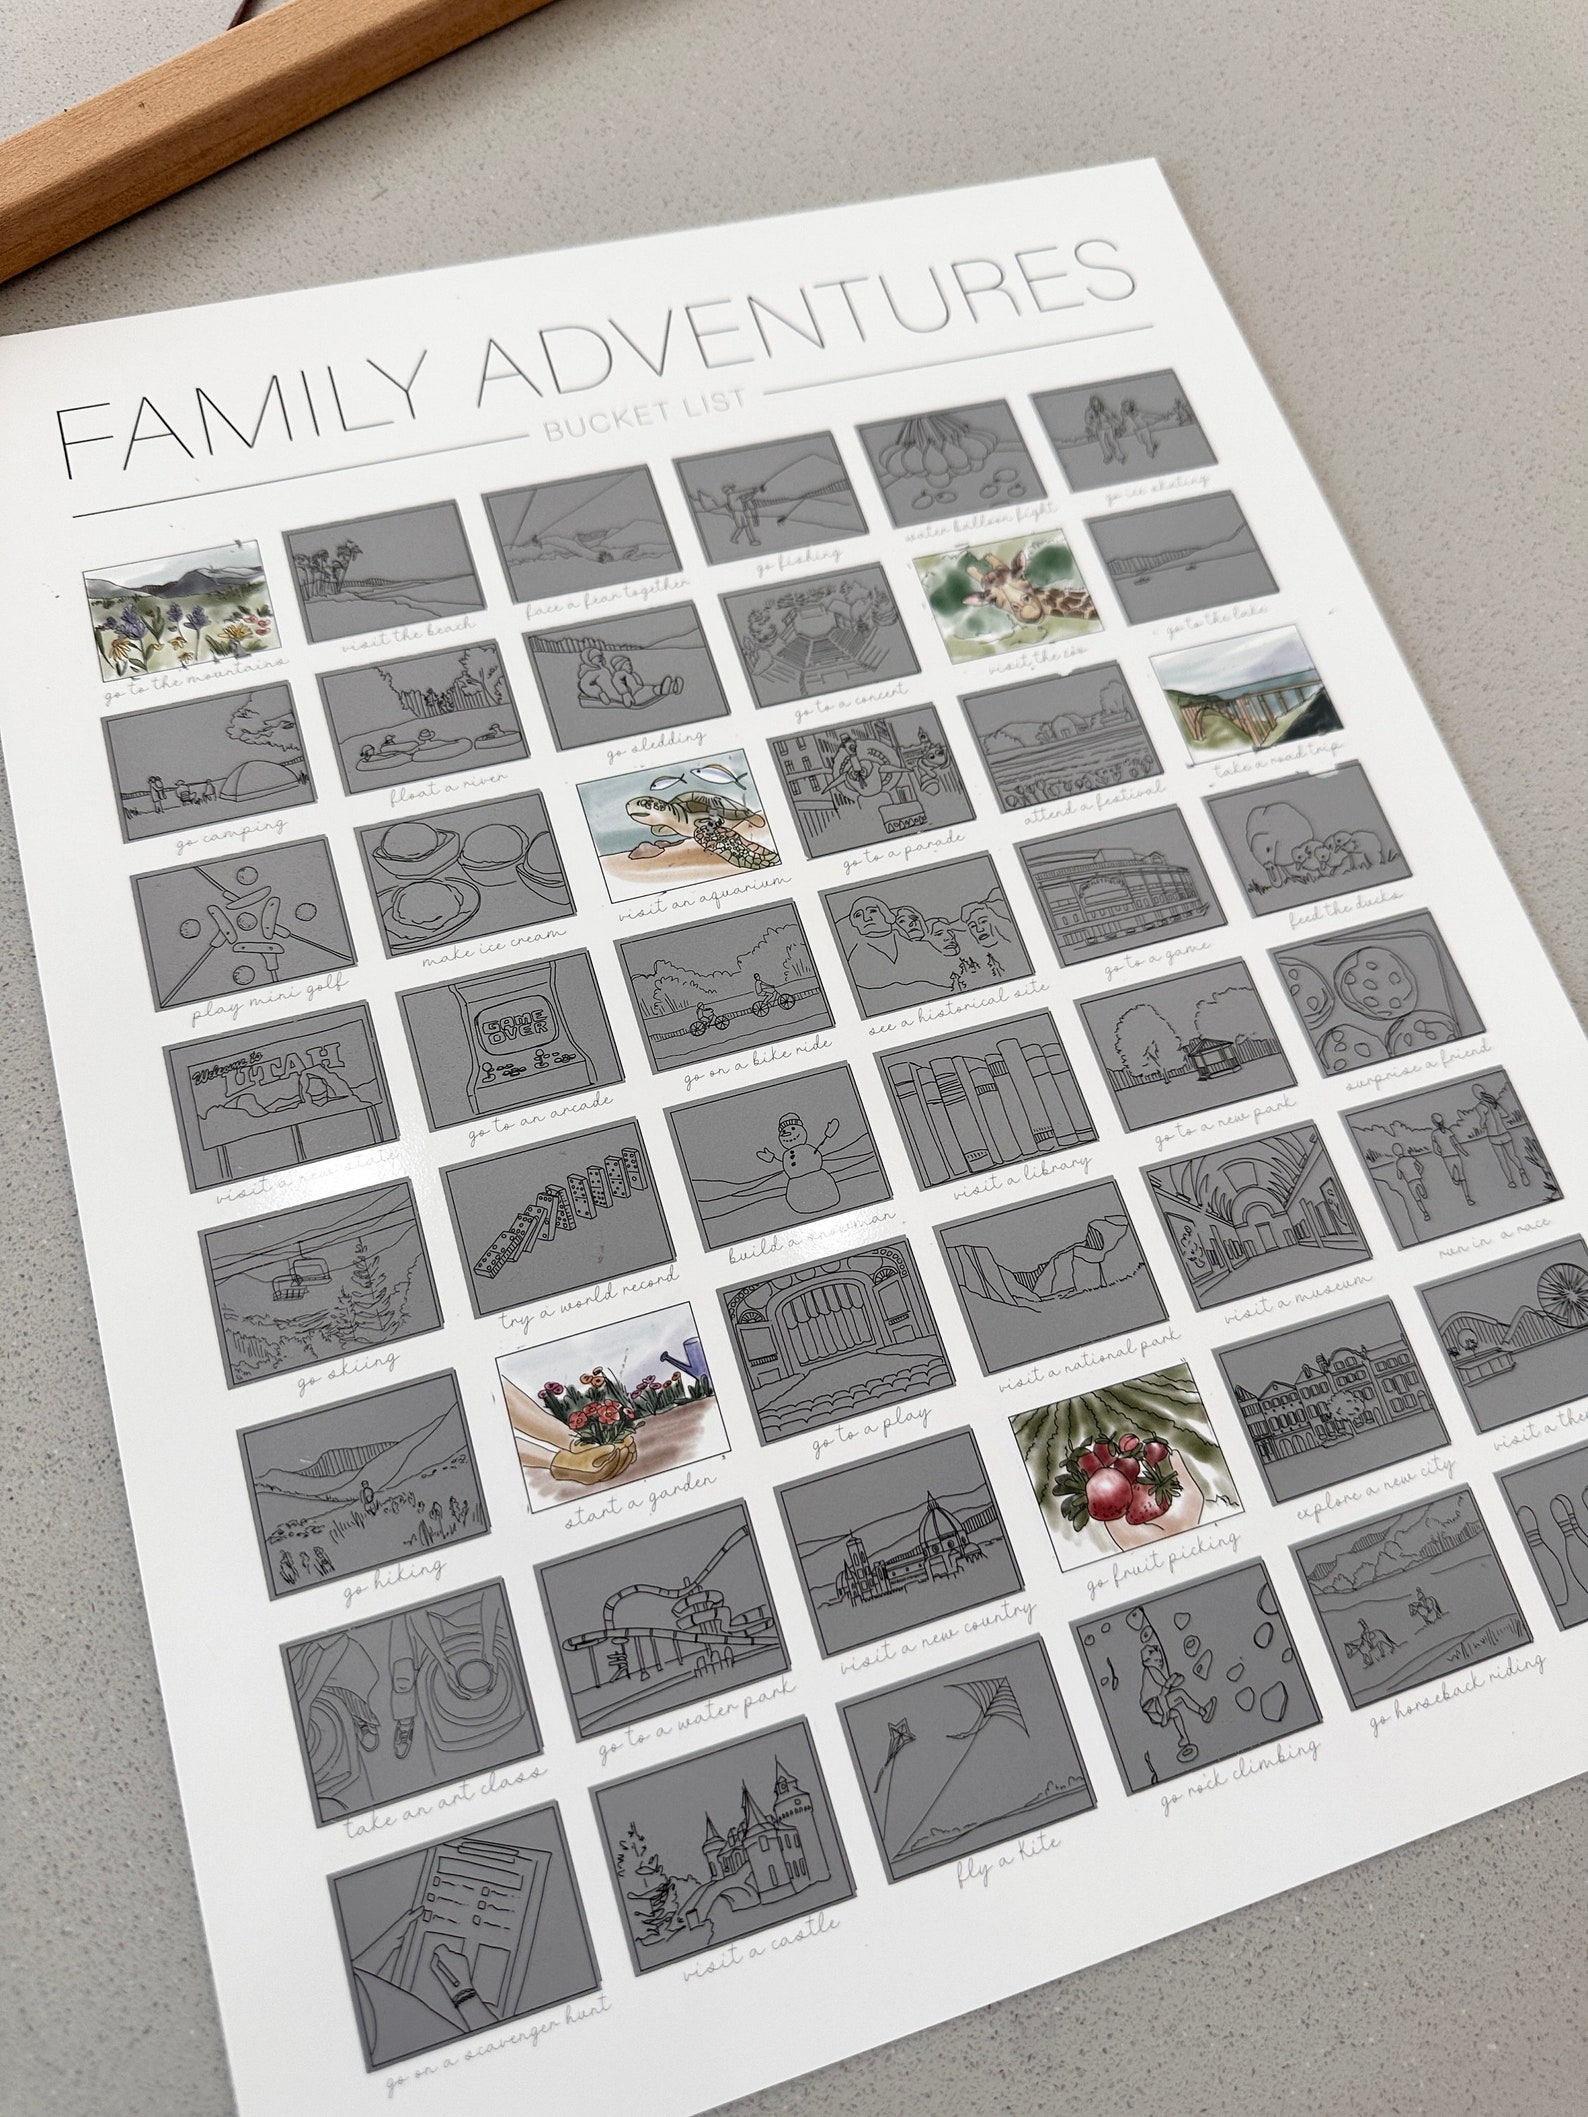 FAMILY ADVENTURES
BUCKET LIST
go to the mountains
visit the beach
face a fear together
go fishing
water balloon fight
go ice skating
go camping
float a river
go sledding
go to a concert
visit the zoo
go to the lake
play mini golf
make ice cream
visit an aquarium
go to a parade
attend a festival
take a road trip
Welcome to
UTAH
visit a new state
GAME
OVER
go to an arcade
go on a bike ride
see a historical site
go to a game
feed the ducks
go skiing
try a world record
build a snowman
visit a library
go to a new park
surprise a friend
go hiking
start a garden
go to a play
visit a national park
visit a museum
run in a race
take an art class
go to a water park
visit a new country
go fruit picking
explore a new city
visit a
go on a scavenger hunt
visit a castle
fly a kite
go rock climbing
go horseback riding